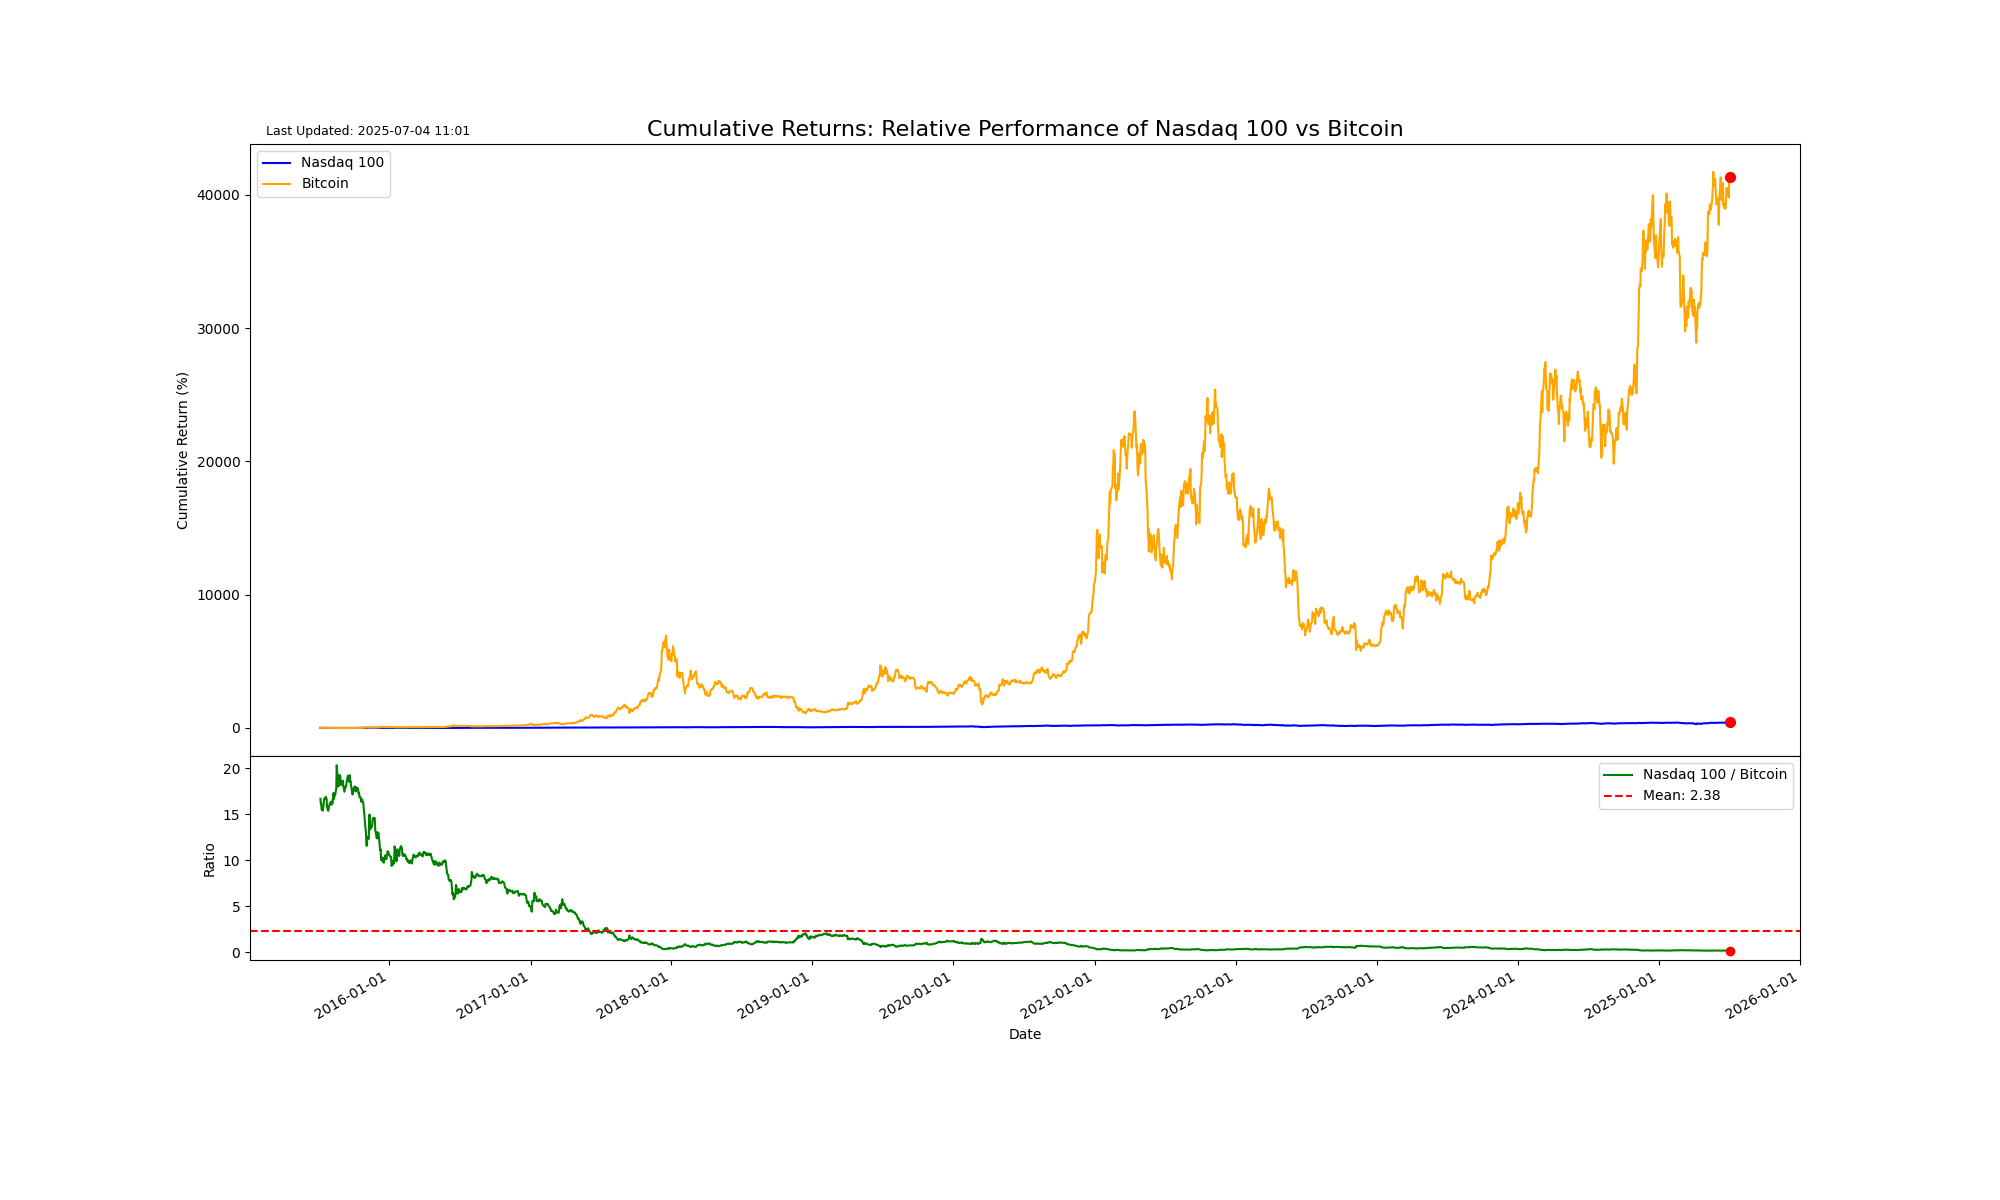 Last Updated: 2025-07-04 11:01
Cumulative Returns: Relative Performance of Nasdaq 100 vs Bitcoin
Nasdaq 100
Bitcoin
40000
30000
20000
10000
0
Cumulative Return (%)
Nasdaq 100 / Bitcoin
Mean: 2.38
20
15
10
5
0
Ratio
2016-01-01
2017-01-01
2018-01-01
2019-01-01
2020-01-01
2021-01-01
2022-01-01
2023-01-01
2024-01-01
2025-01-01
2026-01-01
Date